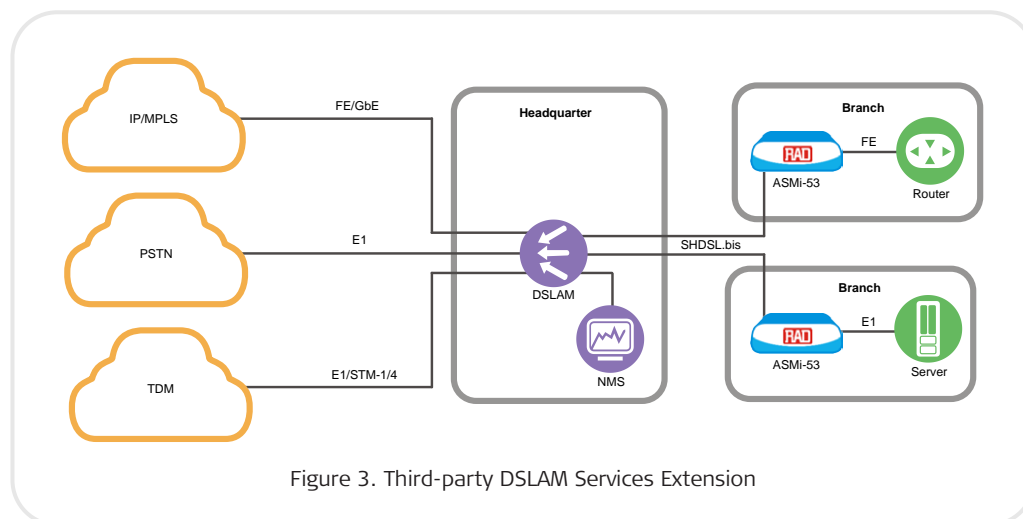 IP/MPLS
FE/GbE
PSTN
E1
TDM
E1/STM-1/4
Headquarter
DSLAM
NMS
SHDSL.bis
Branch
RAD
ASMi-53
FE
Router
Branch
RAD
ASMi-53
E1
Server
Figure 3. Third-party DSLAM Services Extension